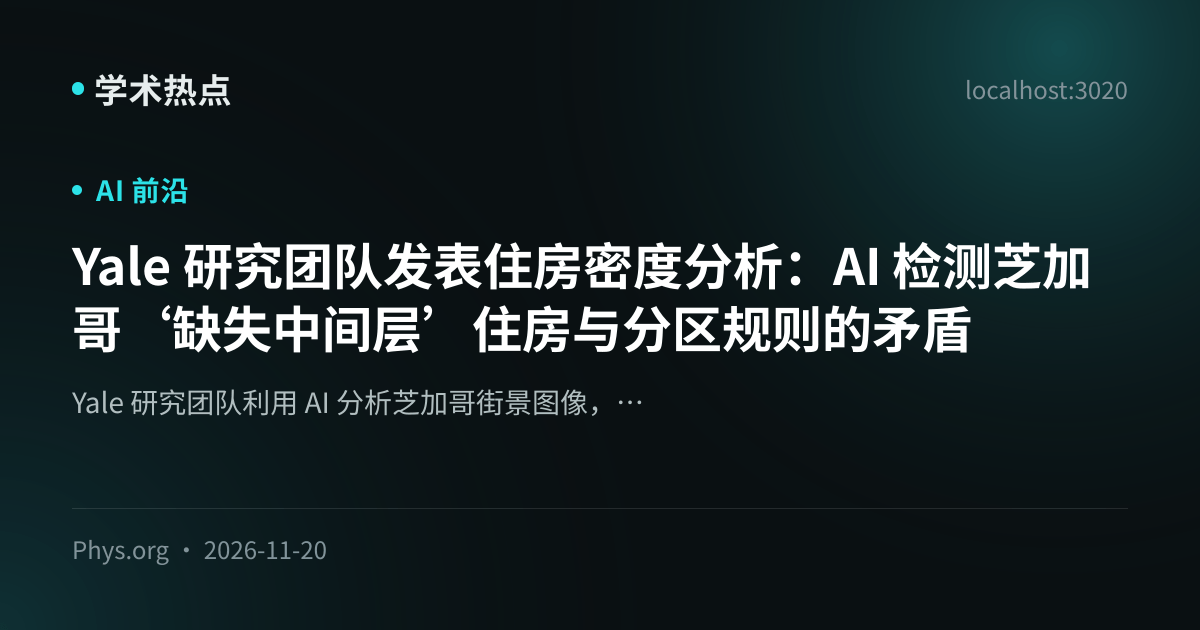 学术热点
localhost:3020
AI 前沿
Yale 研究团队发表住房密度分析：AI 检测芝加
哥‘缺失中间层’住房与分区规则的矛盾
Yale 研究团队利用 AI 分析芝加哥街景图像，…
Phys.org · 2026-11-20